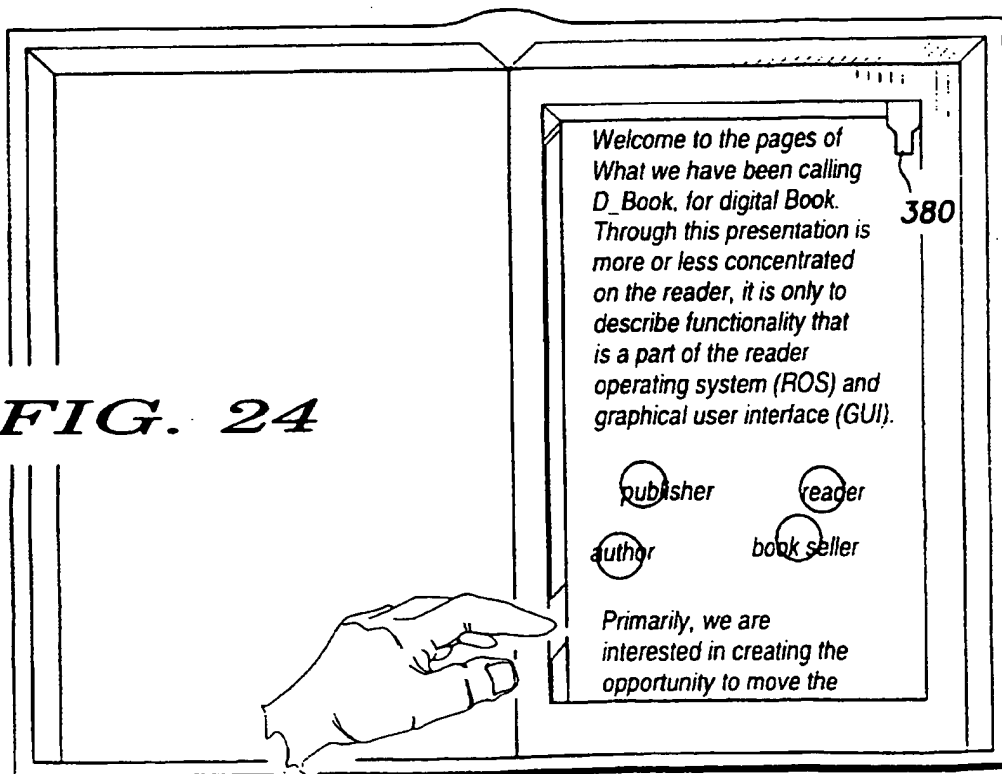 FIG. 24
Welcome to the pages of
What we have been calling
D_Book, for digital Book.
Through this presentation is
more or less concentrated
on the reader, it is only to
describe functionality that
is a part of the reader
operating system (ROS) and
graphical user interface (GUI).
380
publisher reader
author book seller
Primarily, we are
interested in creating the
opportunity to move the